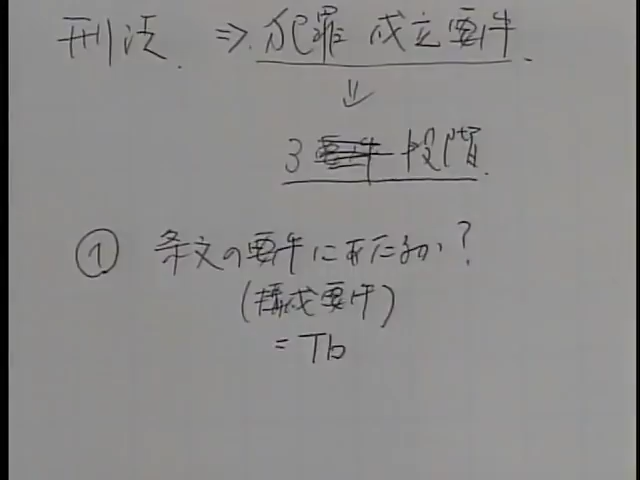 刑法 ⇒ 犯罪 成立要件
⇓
3 段階
① 条文の要件にあたるか?
(構成要件)
= Tb